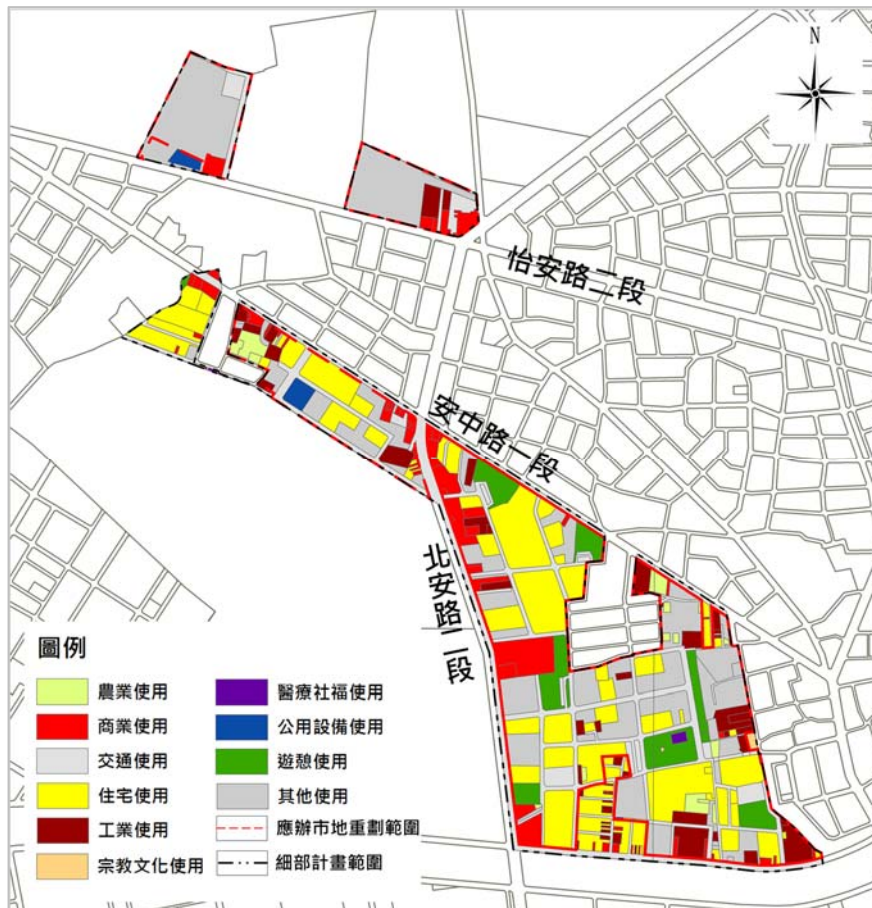 N
怡安路二段
安中路一段
北安路二段
圖例
農業使用
商業使用
交通使用
住宅使用
工業使用
宗教文化使用
醫療社福使用
公用設備使用
遊憩使用
其他使用
應辦市地重劃範圍
細部計畫範圍